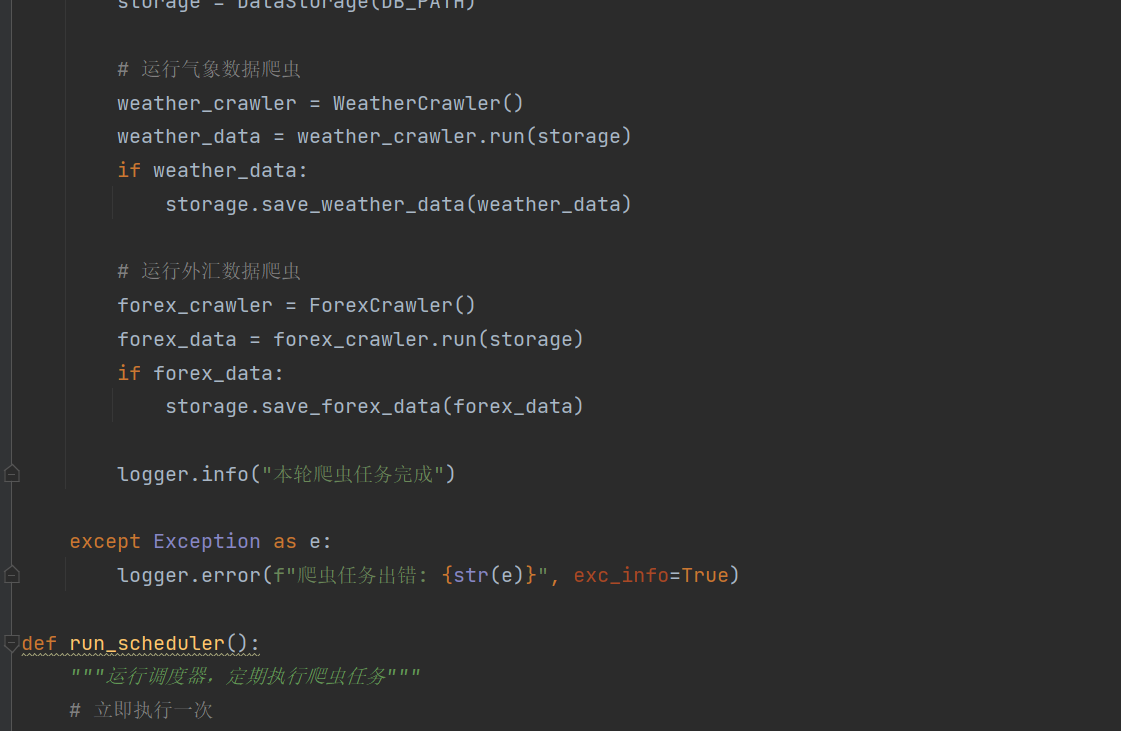 storage = DataStorage(DB_PATH)
# 运行气象数据爬虫
weather_crawler = WeatherCrawler()
weather_data = weather_crawler.run(storage)
if weather_data:
storage.save_weather_data(weather_data)
# 运行外汇数据爬虫
forex_crawler = ForexCrawler()
forex_data = forex_crawler.run(storage)
if forex_data:
storage.save_forex_data(forex_data)
logger.info("本轮爬虫任务完成")
except Exception as e:
logger.error(f"爬虫任务出错: {str(e)}", exc_info=True)
def run_scheduler():
"""运行调度器，定期执行爬虫任务"""
# 立即执行一次